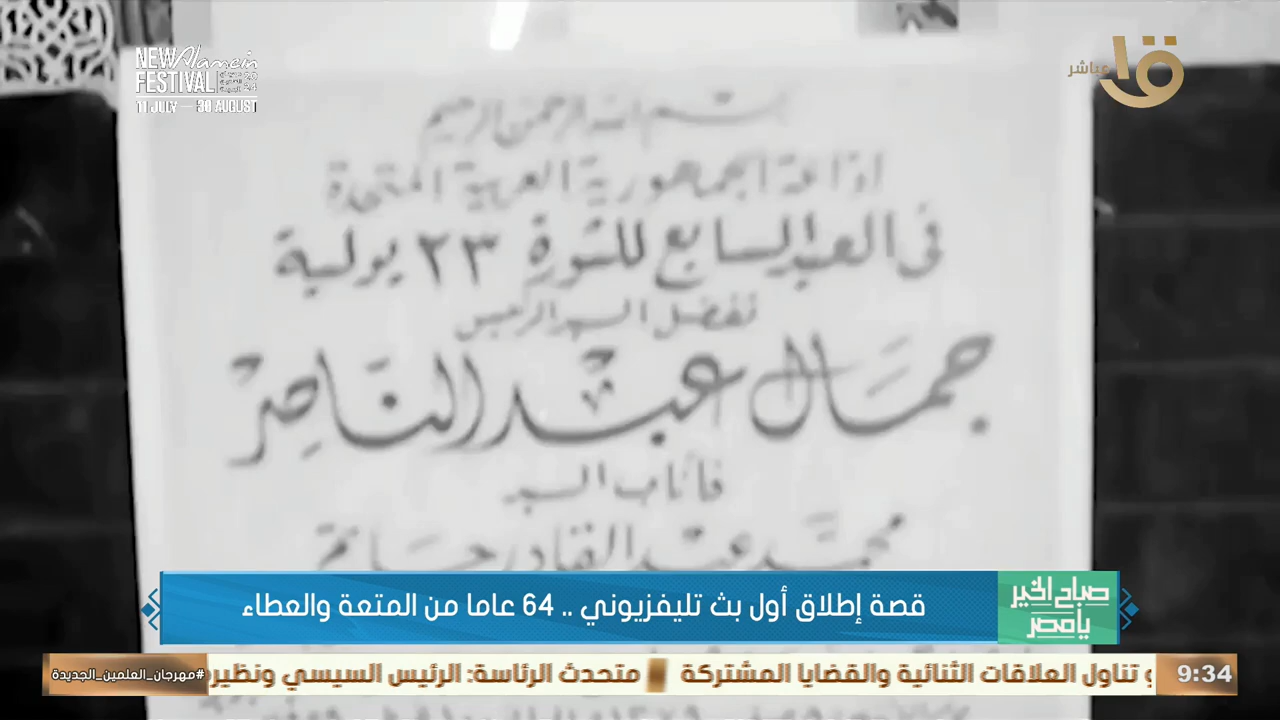 NEW Alamein
FESTIVAL
11 JULY — 30 AUGUST
مباشر
بسم الله الرحمن الرحيم
اذاعة الجمهورية العربية المتحدة
فى العيد السابع للثورة ٢٣ يولية
تفضل السيد الرئيس
جمال عبد الناصر
فأناب السيد
محمد عبد القادر حاتم
صباح الخير
يا مصر
قصة إطلاق أول بث تليفزيوني .. 64 عاما من المتعة والعطاء
9:34
تناول العلاقات الثنائية والقضايا المشتركة
متحدث الرئاسة: الرئيس السيسي ونظير
#مهرجان_العلمين_الجديدة